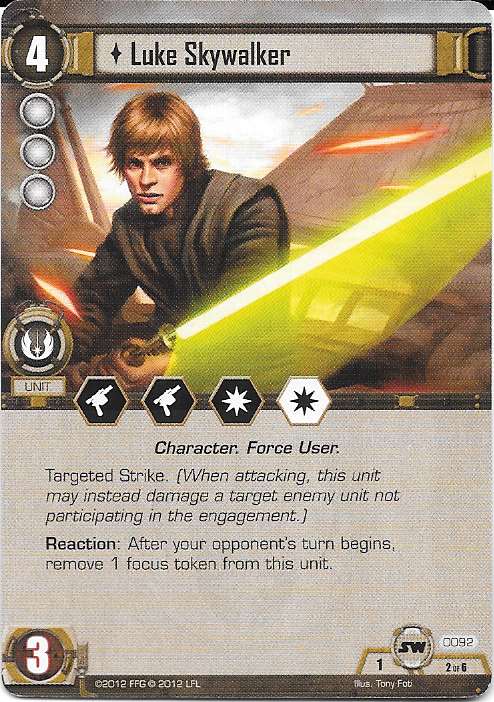 4
Luke Skywalker
UNIT
Character. Force User.
Targeted Strike. (When attacking, this unit
may instead damage a target enemy unit not
participating in the engagement.)
Reaction: After your opponent's turn begins,
remove 1 focus token from this unit.
3
SW
0092
1
2 OF 6
©2012 FFG © 2012 LFL
Illus. Tony Foti